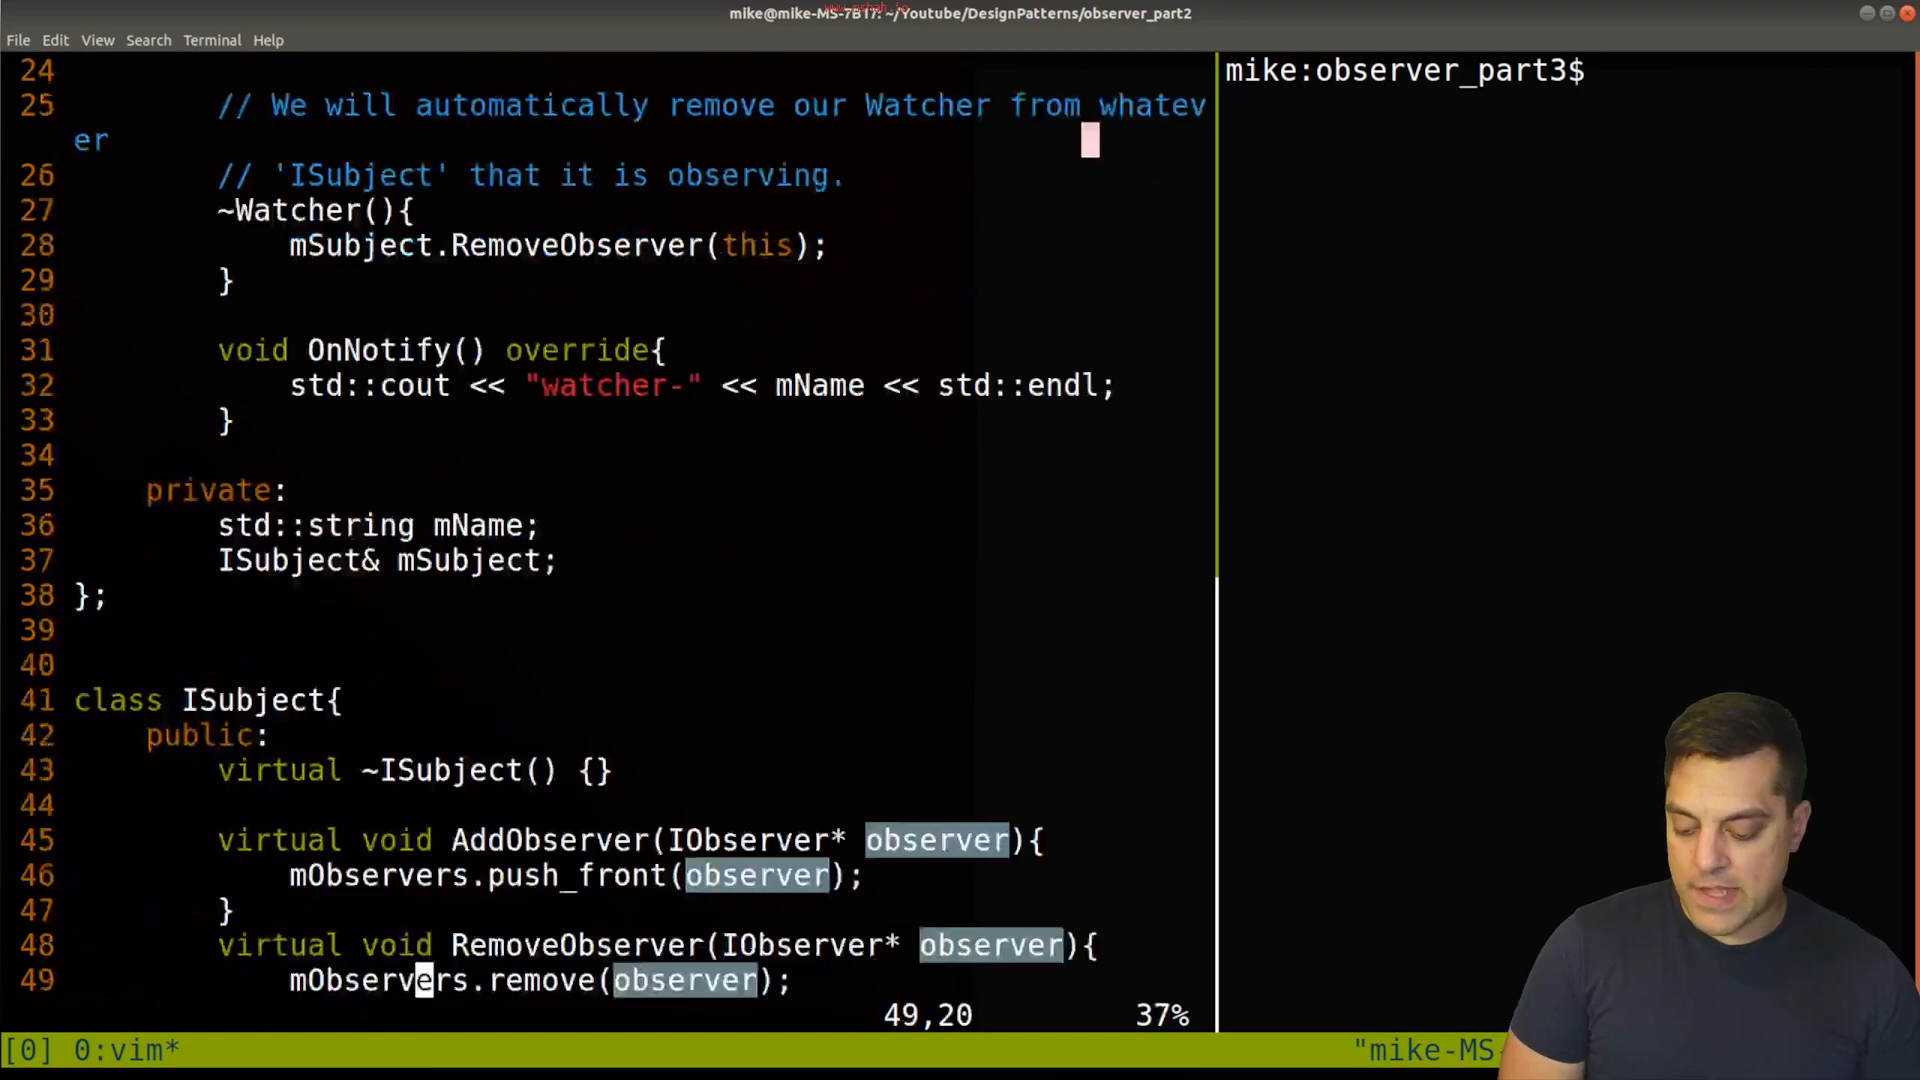 www.mshah.io
mike@mike-MS-7B17: ~/Youtube/DesignPatterns/observer_part2
File Edit View Search Terminal Help
24
25 // We will automatically remove our Watcher from whatev
er
26 // 'ISubject' that it is observing.
27 ~Watcher(){
28 mSubject.RemoveObserver(this);
29 }
30
31 void OnNotify() override{
32 std::cout << "watcher-" << mName << std::endl;
33 }
34
35 private:
36 std::string mName;
37 ISubject& mSubject;
38 };
39
40
41 class ISubject{
42 public:
43 virtual ~ISubject() {}
44
45 virtual void AddObserver(IObserver* observer){
46 mObservers.push_front(observer);
47 }
48 virtual void RemoveObserver(IObserver* observer){
49 mObservers.remove(observer);
49,20 37%
mike:observer_part3$
[0] 0:vim* "mike-MS-